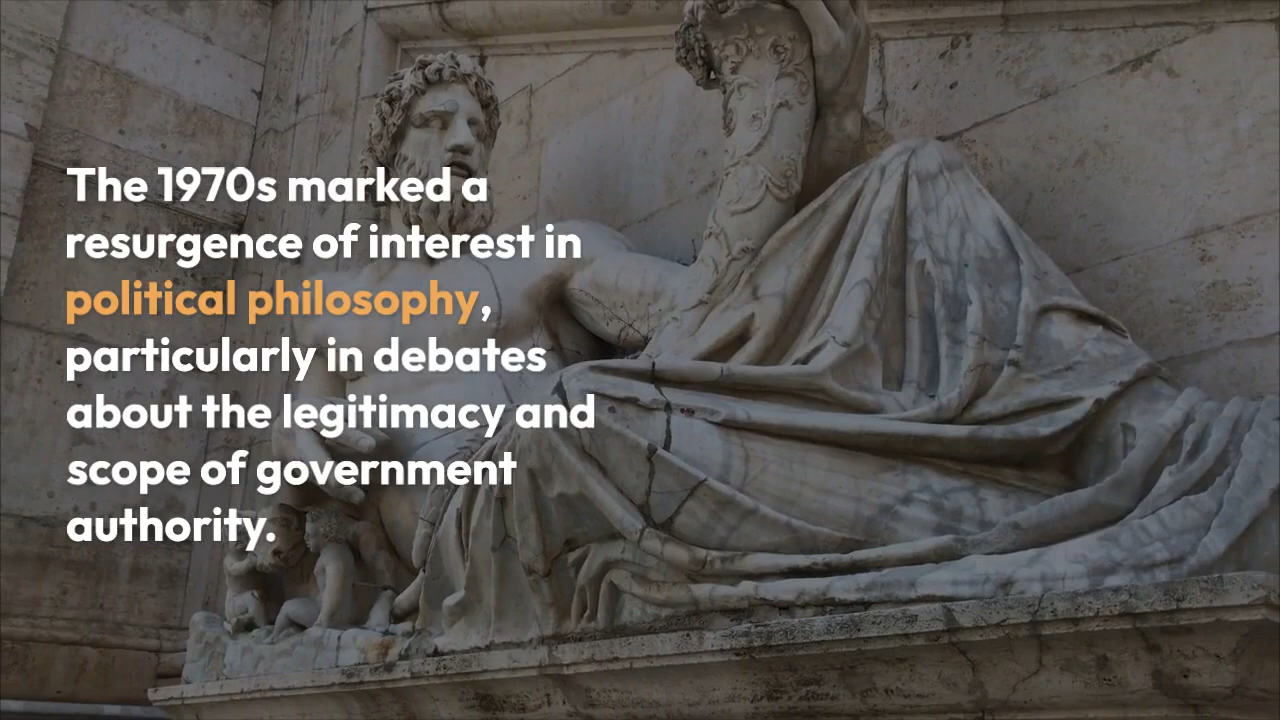 The 1970s marked a
resurgence of interest in
political philosophy,
particularly in debates
about the legitimacy and
scope of government
authority.